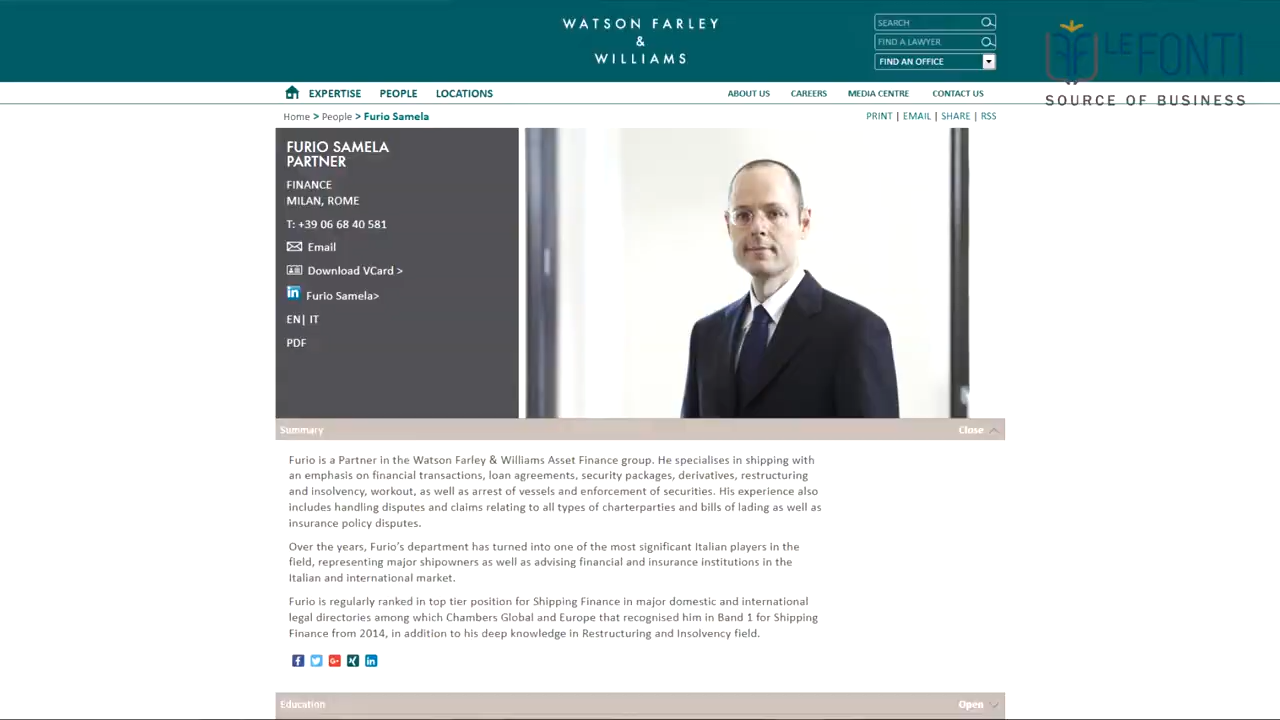 WATSON FARLEY
&
WILLIAMS
SEARCH
FIND A LAWYER
FIND AN OFFICE
LE FONTI
SOURCE OF BUSINESS
EXPERTISE PEOPLE LOCATIONS
ABOUT US CAREERS MEDIA CENTRE CONTACT US
Home > People > Furio Samela
PRINT | EMAIL | SHARE | RSS
FURIO SAMELA
PARTNER
FINANCE
MILAN, ROME
T: +39 06 68 40 581
Email
Download VCard >
in Furio Samela>
EN| IT
PDF
Summary Close
Furio is a Partner in the Watson Farley & Williams Asset Finance group. He specialises in shipping with
an emphasis on financial transactions, loan agreements, security packages, derivatives, restructuring
and insolvency, workout, as well as arrest of vessels and enforcement of securities. His experience also
includes handling disputes and claims relating to all types of charterparties and bills of lading as well as
insurance policy disputes.
Over the years, Furio's department has turned into one of the most significant Italian players in the
field, representing major shipowners as well as advising financial and insurance institutions in the
Italian and international market.
Furio is regularly ranked in top tier position for Shipping Finance in major domestic and international
legal directories among which Chambers Global and Europe that recognised him in Band 1 for Shipping
Finance from 2014, in addition to his deep knowledge in Restructuring and Insolvency field.
Education Open